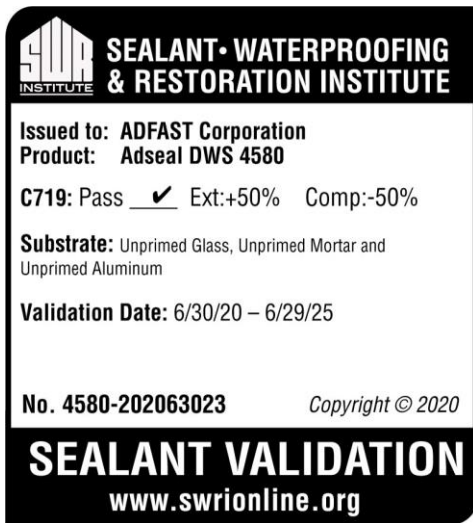 SWR
INSTITUTE
SEALANT• WATERPROOFING
& RESTORATION INSTITUTE
Issued to: ADFAST Corporation
Product: Adseal DWS 4580
C719: Pass ✔ Ext:+50% Comp:-50%
Substrate: Unprimed Glass, Unprimed Mortar and
Unprimed Aluminum
Validation Date: 6/30/20 – 6/29/25
No. 4580-202063023 Copyright © 2020
SEALANT VALIDATION
www.swrionline.org